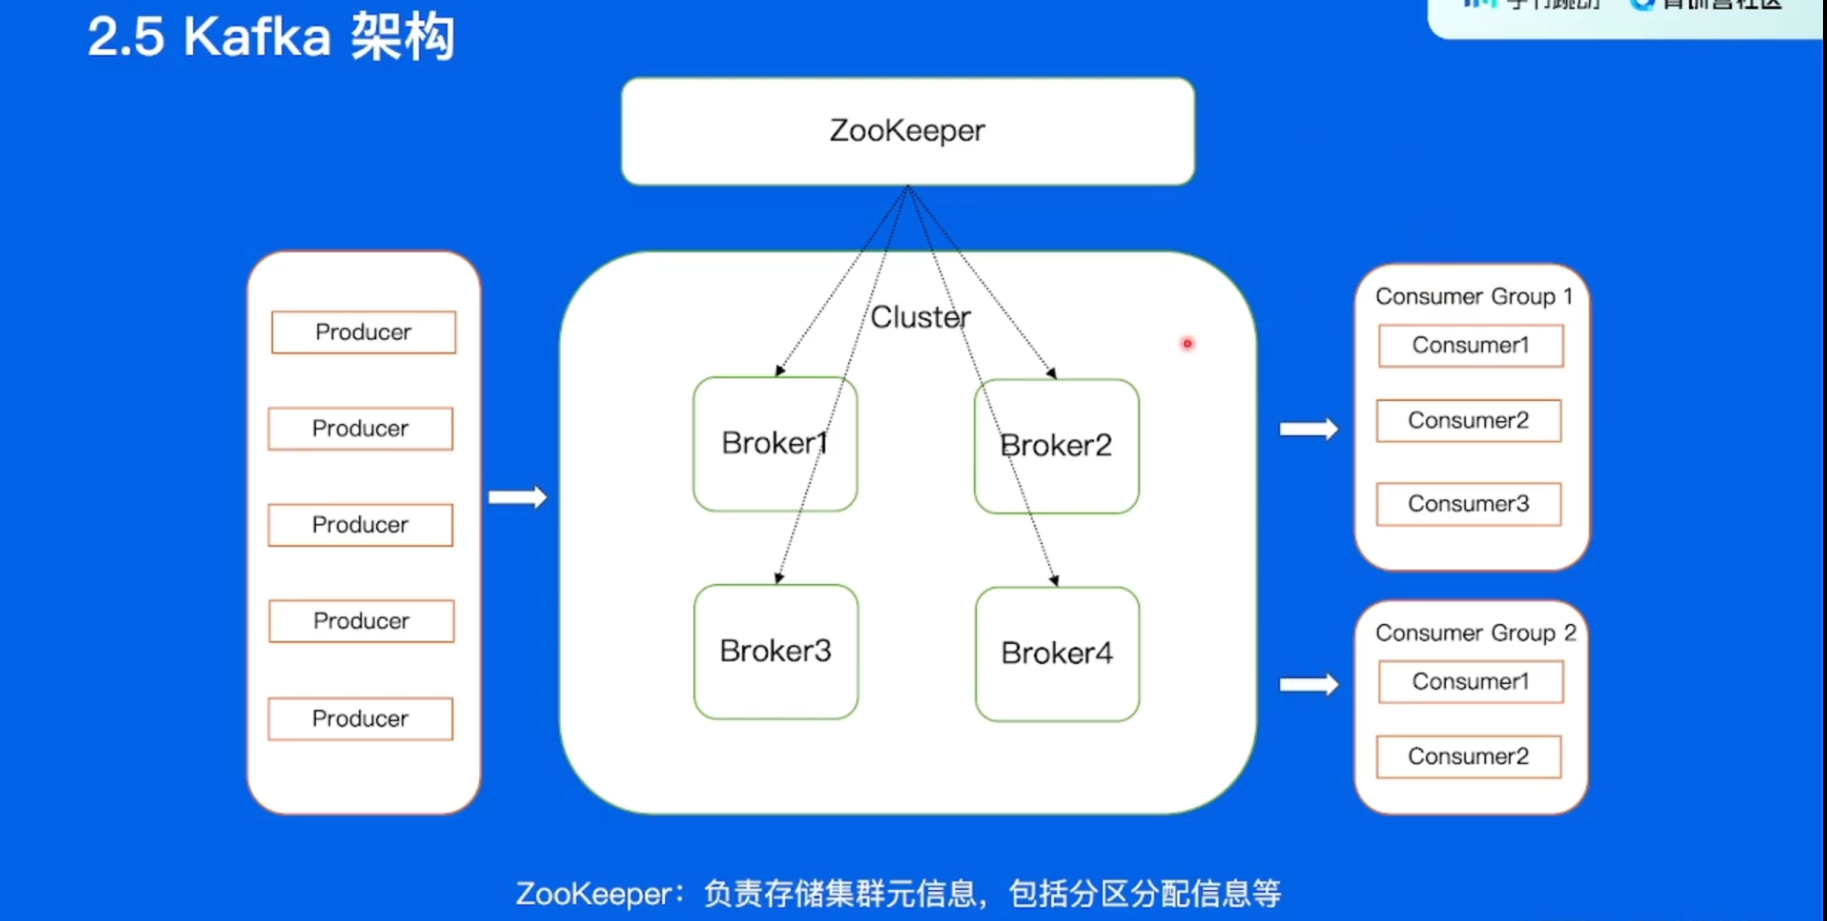 2.5 Kafka 架构
ZooKeeper
Producer
Producer
Producer
Producer
Producer
Cluster
Broker1
Broker2
Broker3
Broker4
Consumer Group 1
Consumer1
Consumer2
Consumer3
Consumer Group 2
Consumer1
Consumer2
ZooKeeper：负责存储集群元信息，包括分区分配信息等